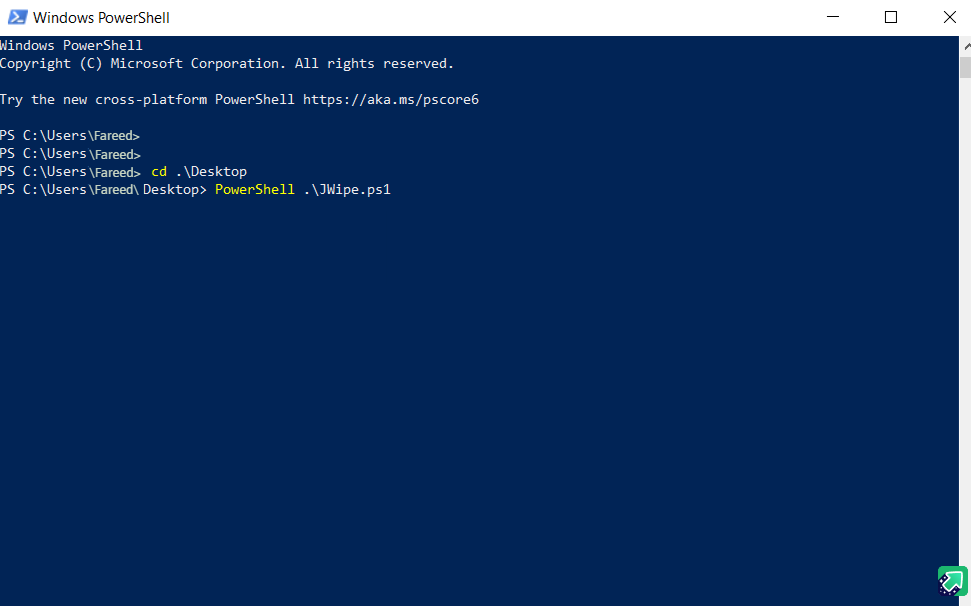 Windows PowerShell
Windows PowerShell
Copyright (C) Microsoft Corporation. All rights reserved.
Try the new cross-platform PowerShell https://aka.ms/pscore6
PS C:\Users\Fareed>
PS C:\Users\Fareed>
PS C:\Users\Fareed> cd .\Desktop
PS C:\Users\Fareed\Desktop> PowerShell .\JWipe.ps1